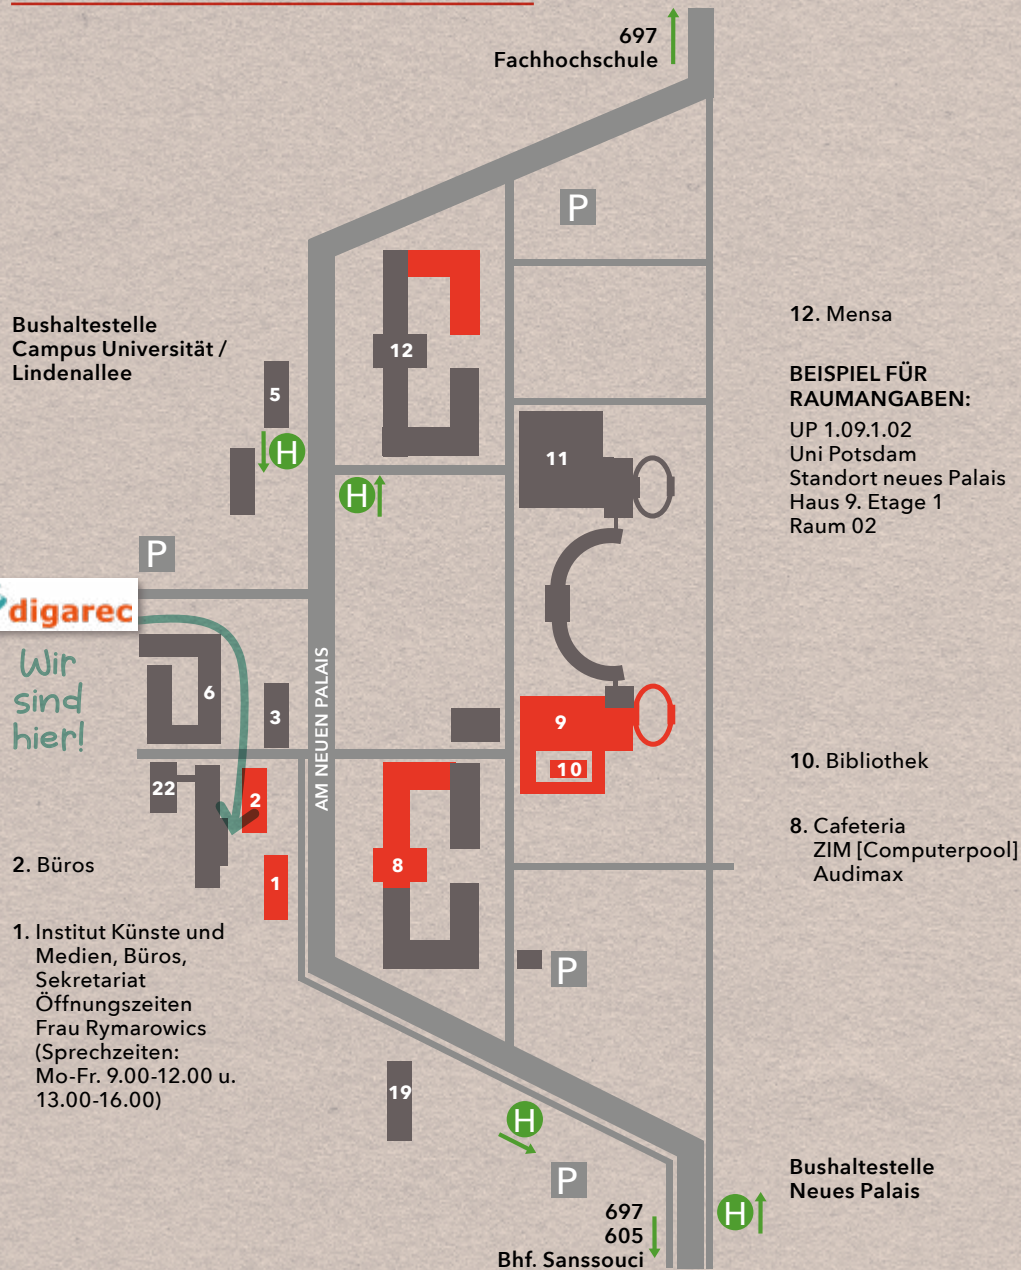 697
Fachhochschule
P
Bushaltestelle
Campus Universität /
Lindenallee
12
5
H
H
11
P
digarec
Wir
sind
hier!
6
3
AM NEUEN PALAIS
9
10
22
2
8
1
2. Büros
1. Institut Künste und
Medien, Büros,
Sekretariat
Öffnungszeiten
Frau Rymarowics
(Sprechzeiten:
Mo-Fr. 9.00-12.00 u.
13.00-16.00)
P
19
H
P
697
605
Bhf. Sanssouci
H
12. Mensa
BEISPIEL FÜR
RAUMANGABEN:
UP 1.09.1.02
Uni Potsdam
Standort neues Palais
Haus 9. Etage 1
Raum 02
10. Bibliothek
8. Cafeteria
ZIM [Computerpool]
Audimax
Bushaltestelle
Neues Palais